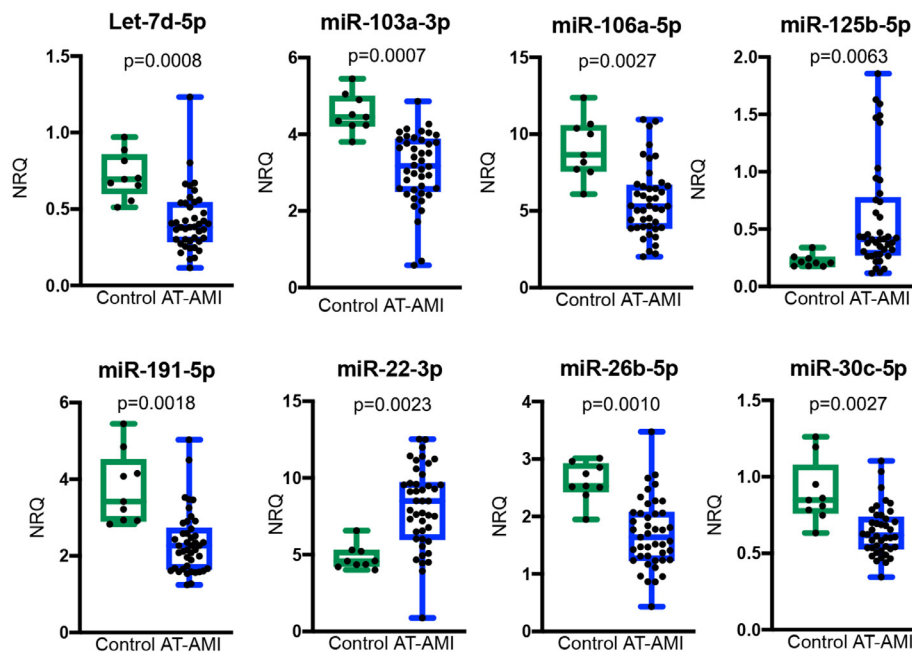 Let-7d-5p miR-103a-3p miR-106a-5p miR-125b-5p
p=0.0008 p=0.0007 p=0.0027 p=0.0063
NRQ NRQ NRQ NRQ
1.5 6 15 2.0
1.0 4 10 1.5
0.5 2 5 1.0
0.0 0 0 0.5
0.0
Control AT-AMI Control AT-AMI Control AT-AMI Control AT-AMI
miR-191-5p miR-22-3p miR-26b-5p miR-30c-5p
p=0.0018 p=0.0023 p=0.0010 p=0.0027
NRQ NRQ NRQ NRQ
6 15 4 1.5
4 10 3 1.0
2 5 2 0.5
0 0 1 0.0
0
Control AT-AMI Control AT-AMI Control AT-AMI Control AT-AMI